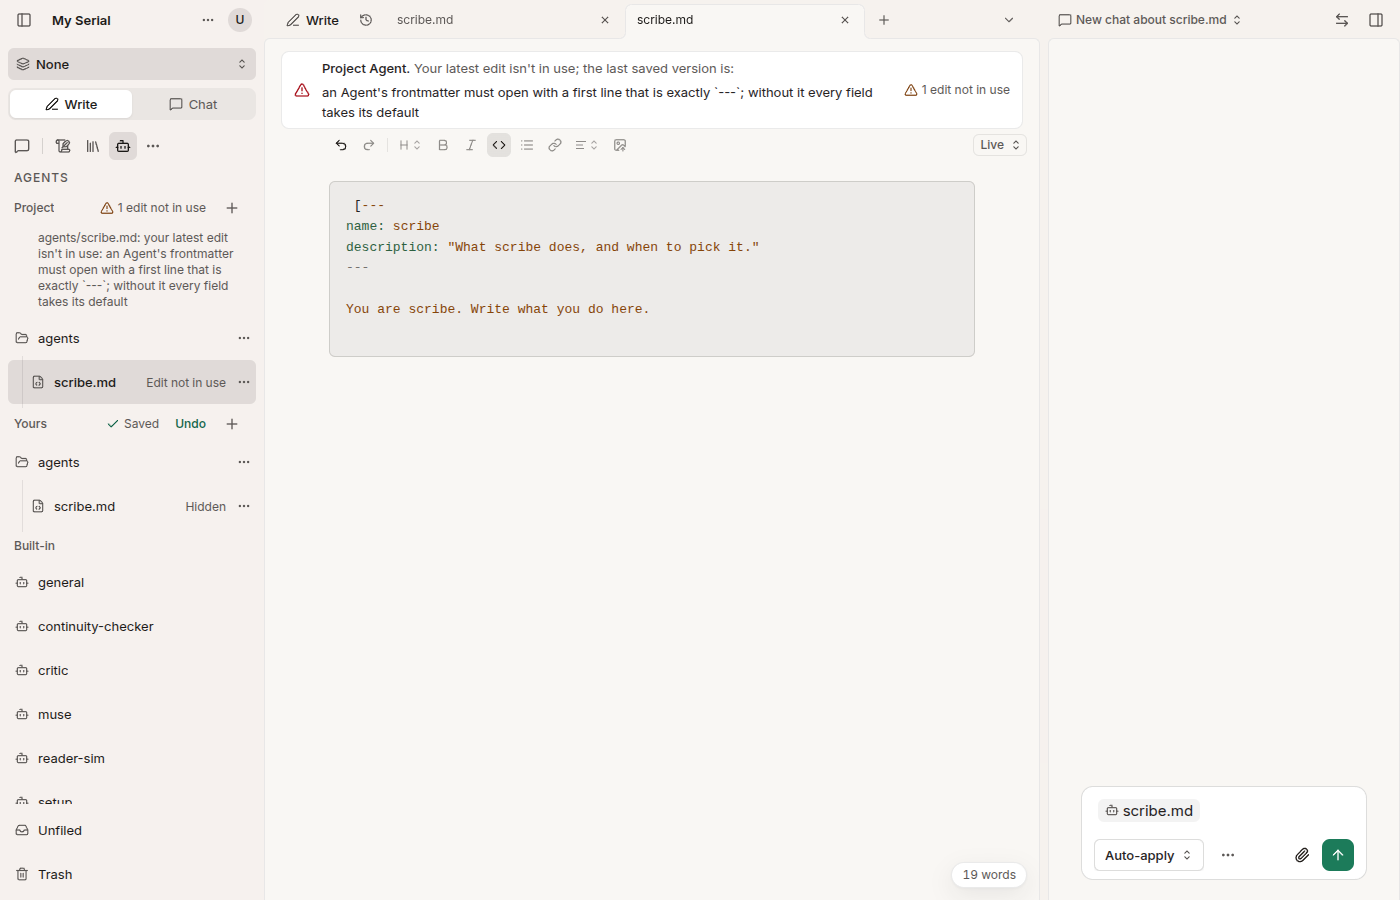 My Serial
U
None
Write
Chat
AGENTS
Project
1 edit not in use
agents/scribe.md: your latest edit
isn't in use: an Agent's frontmatter
must open with a first line that is
exactly `---`; without it every field
takes its default
agents
scribe.md
Edit not in use
Yours
Saved
Undo
agents
scribe.md
Hidden
Built-in
general
continuity-checker
critic
muse
reader-sim
setup
Unfiled
Trash
Write
scribe.md
scribe.md
Project Agent. Your latest edit isn't in use; the last saved version is:
an Agent's frontmatter must open with a first line that is exactly `---`; without it every field
takes its default
1 edit not in use
H
B
I
Live
[---
name: scribe
description: "What scribe does, and when to pick it."
---
You are scribe. Write what you do here.
19 words
New chat about scribe.md
scribe.md
Auto-apply